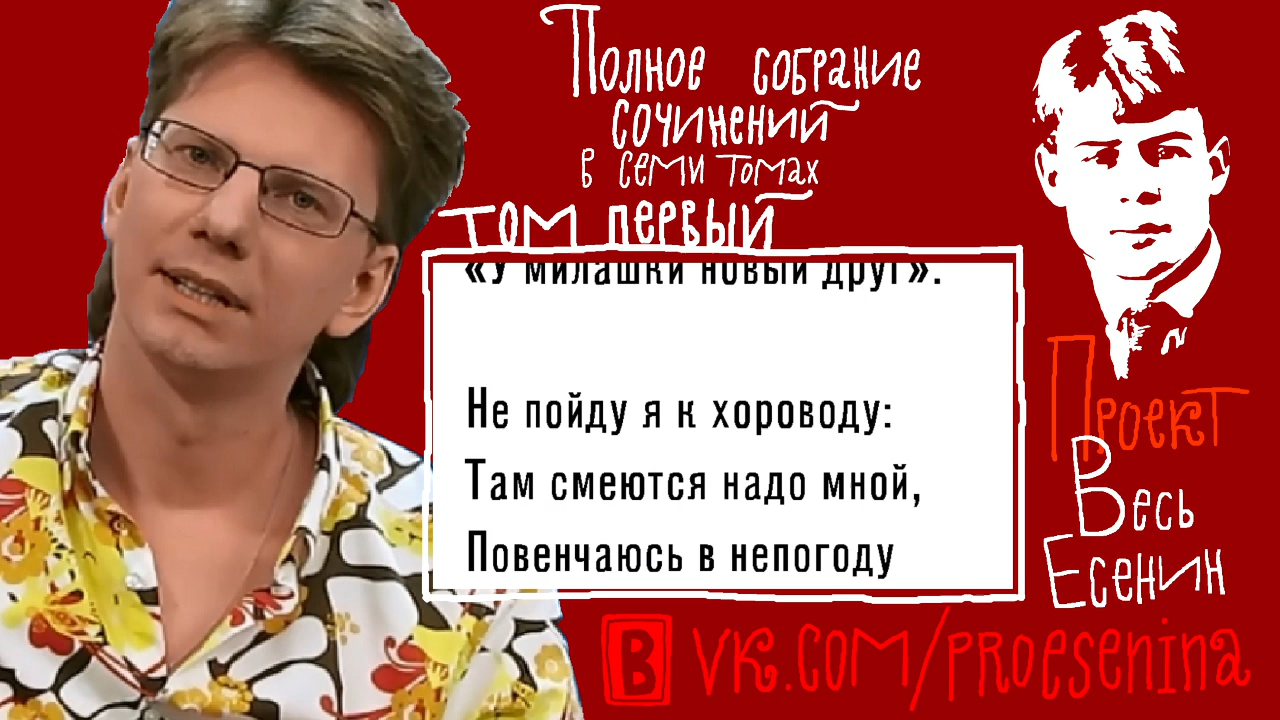 Полное собрание
сочинений
в семи томах
том первый
«У милашки новый друг».
Не пойду я к хороводу:
Там смеются надо мной,
Повенчаюсь в непогоду
Проект
Весь
Есенин
В vk.com/proesenina